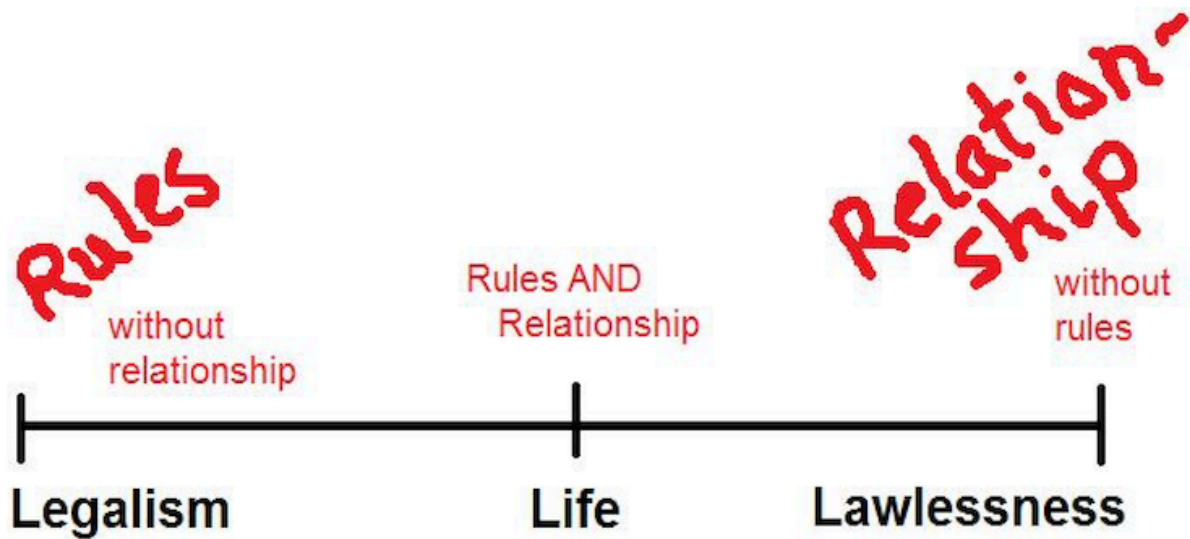 Rules
without
relationship
Rules AND
Relationship
Relation-
ship
without
rules
Legalism
Life
Lawlessness